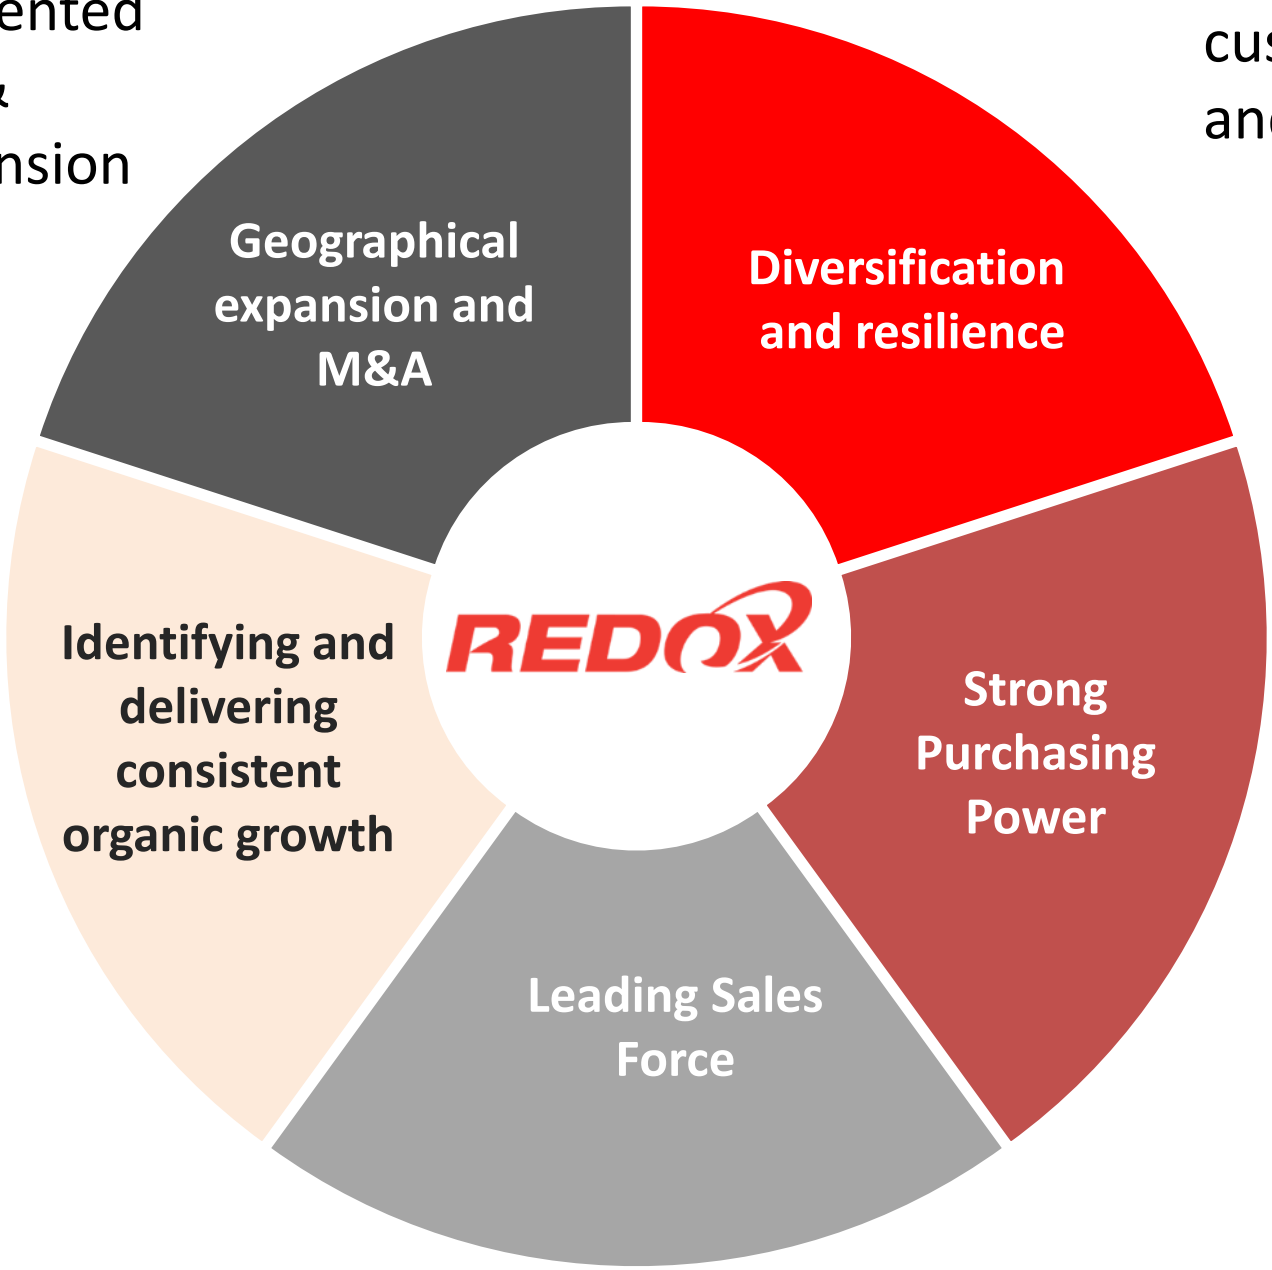 &
Geographical
expansion and
M&A
Diversification
and resilience
Identifying and
delivering
consistent
organic growth
REDOX
Strong
Purchasing
Power
Leading Sales
Force